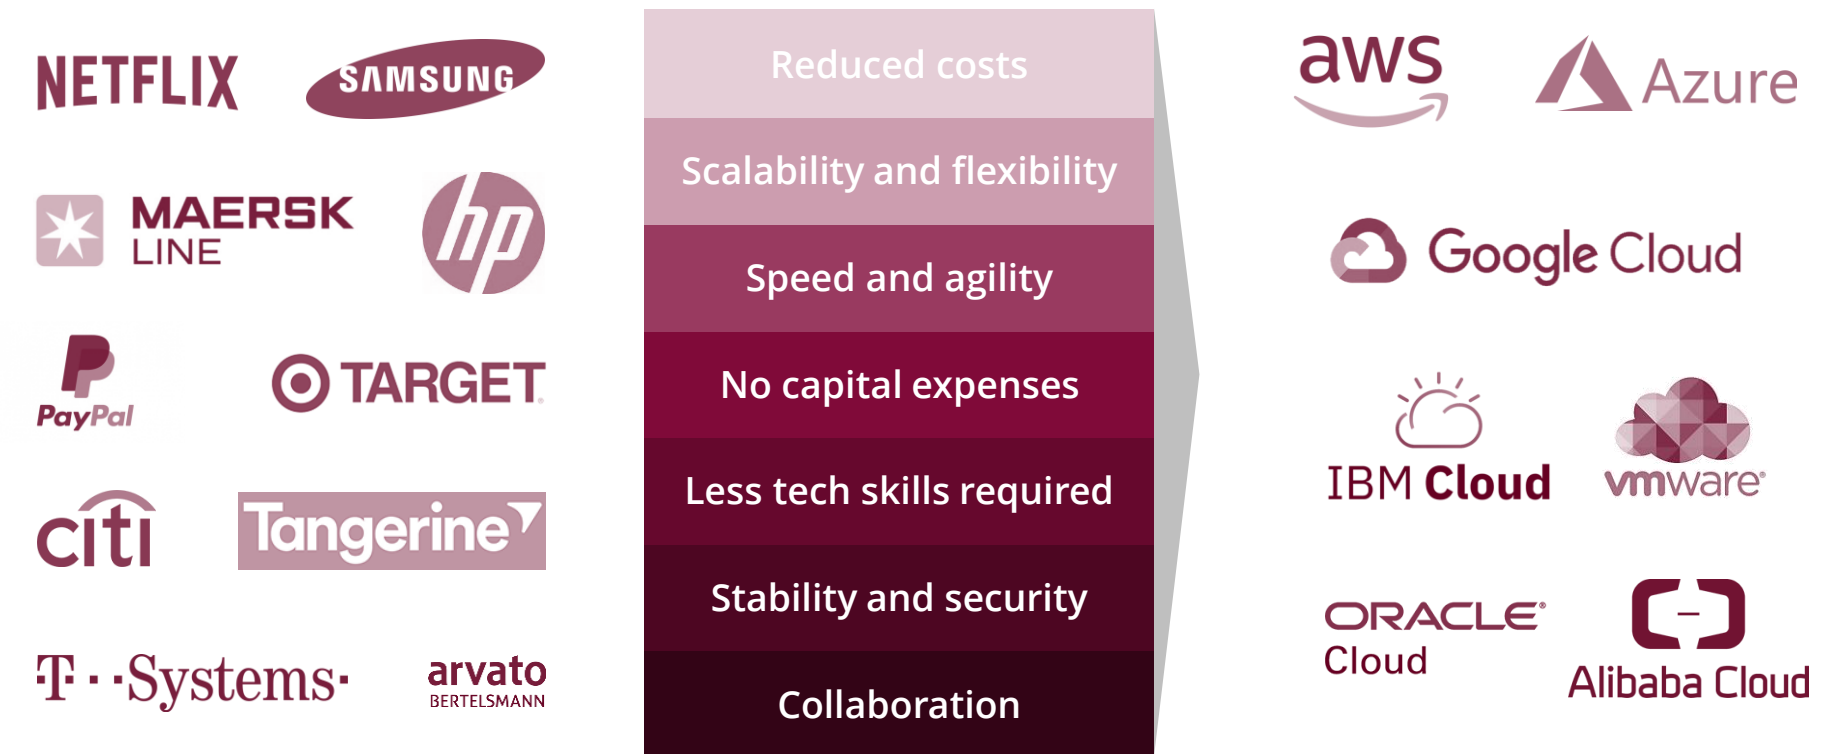 NETFLIX
SAMSUNG
MAERSK
LINE
hp
PayPal
TARGET
citi
Tangerine
T··Systems·
arvato
BERTELSMANN
Reduced costs
Scalability and flexibility
Speed and agility
No capital expenses
Less tech skills required
Stability and security
Collaboration
aws
Azure
Google Cloud
IBM Cloud
vmware®
ORACLE®
Cloud
Alibaba Cloud